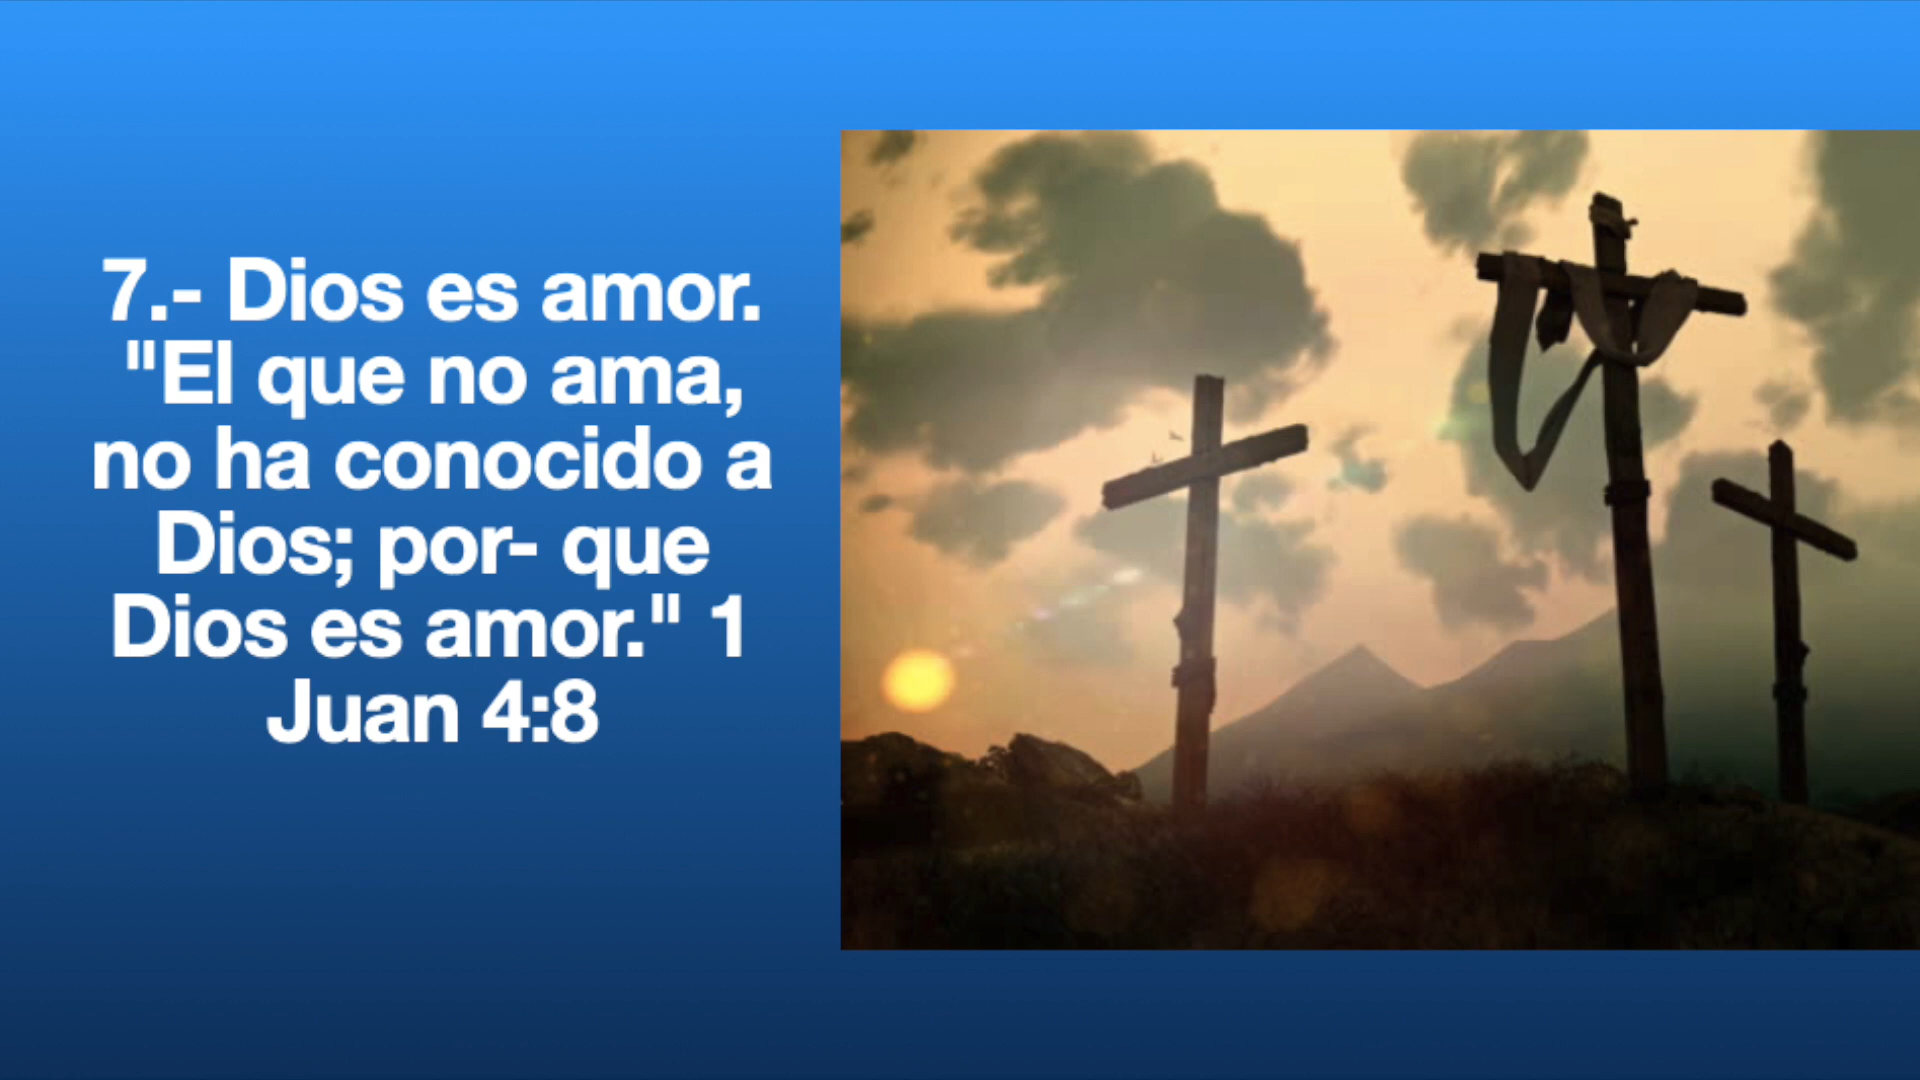 7.- Dios es amor.
"El que no ama,
no ha conocido a
Dios; por- que
Dios es amor." 1
Juan 4:8